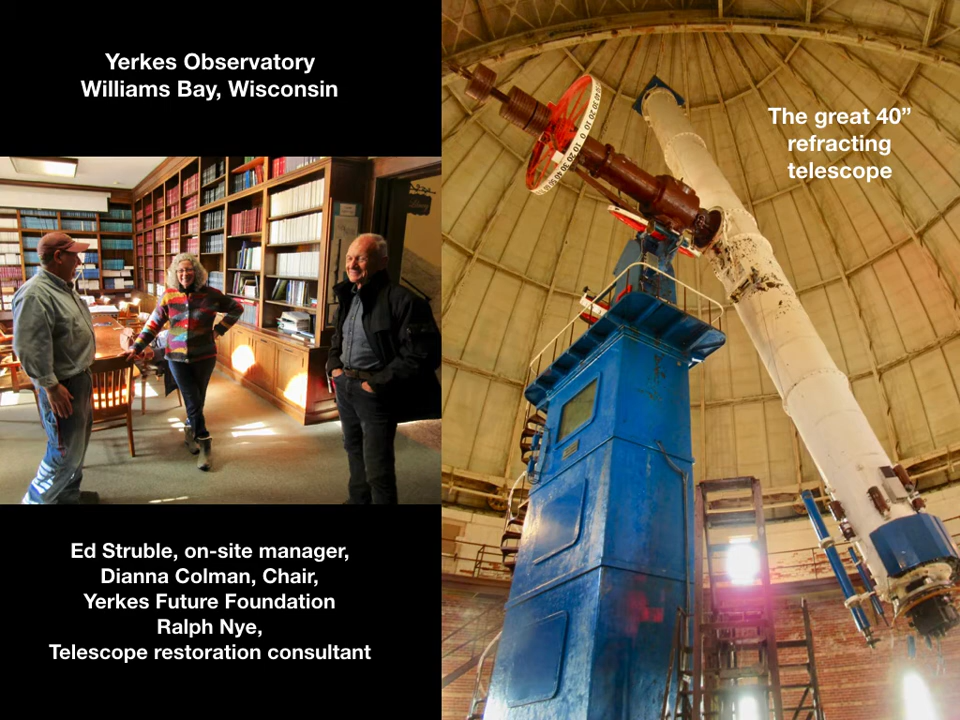 Yerkes Observatory
Williams Bay, Wisconsin
The great 40”
refracting
telescope
Ed Struble, on-site manager,
Dianna Colman, Chair,
Yerkes Future Foundation
Ralph Nye,
Telescope restoration consultant